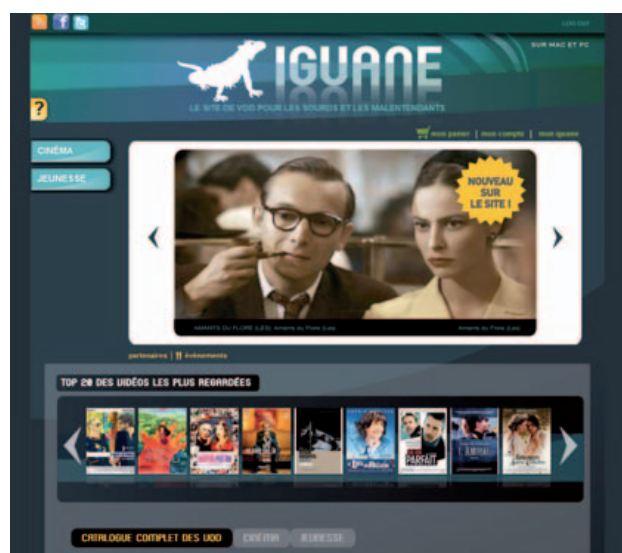 LOG OUT
SUR MAC ET PC
IGUANE
LE SITE DE VOD POUR LES SOURDS ET LES MALENTENDANTS
?
mon panier | mon compte | mon iguane
CINÉMA
JEUNESSE
NOUVEAU
SUR
LE SITE !
AMANTS DU FLORE (LES) Amants du Flore (Les)
Amants du Flore (Les)
partenaires | évènements
TOP 20 DES VIDÉOS LES PLUS REGARDÉES
PARFAIT
CATALOGUE COMPLET DES VOD
CINÉMA
JEUNESSE